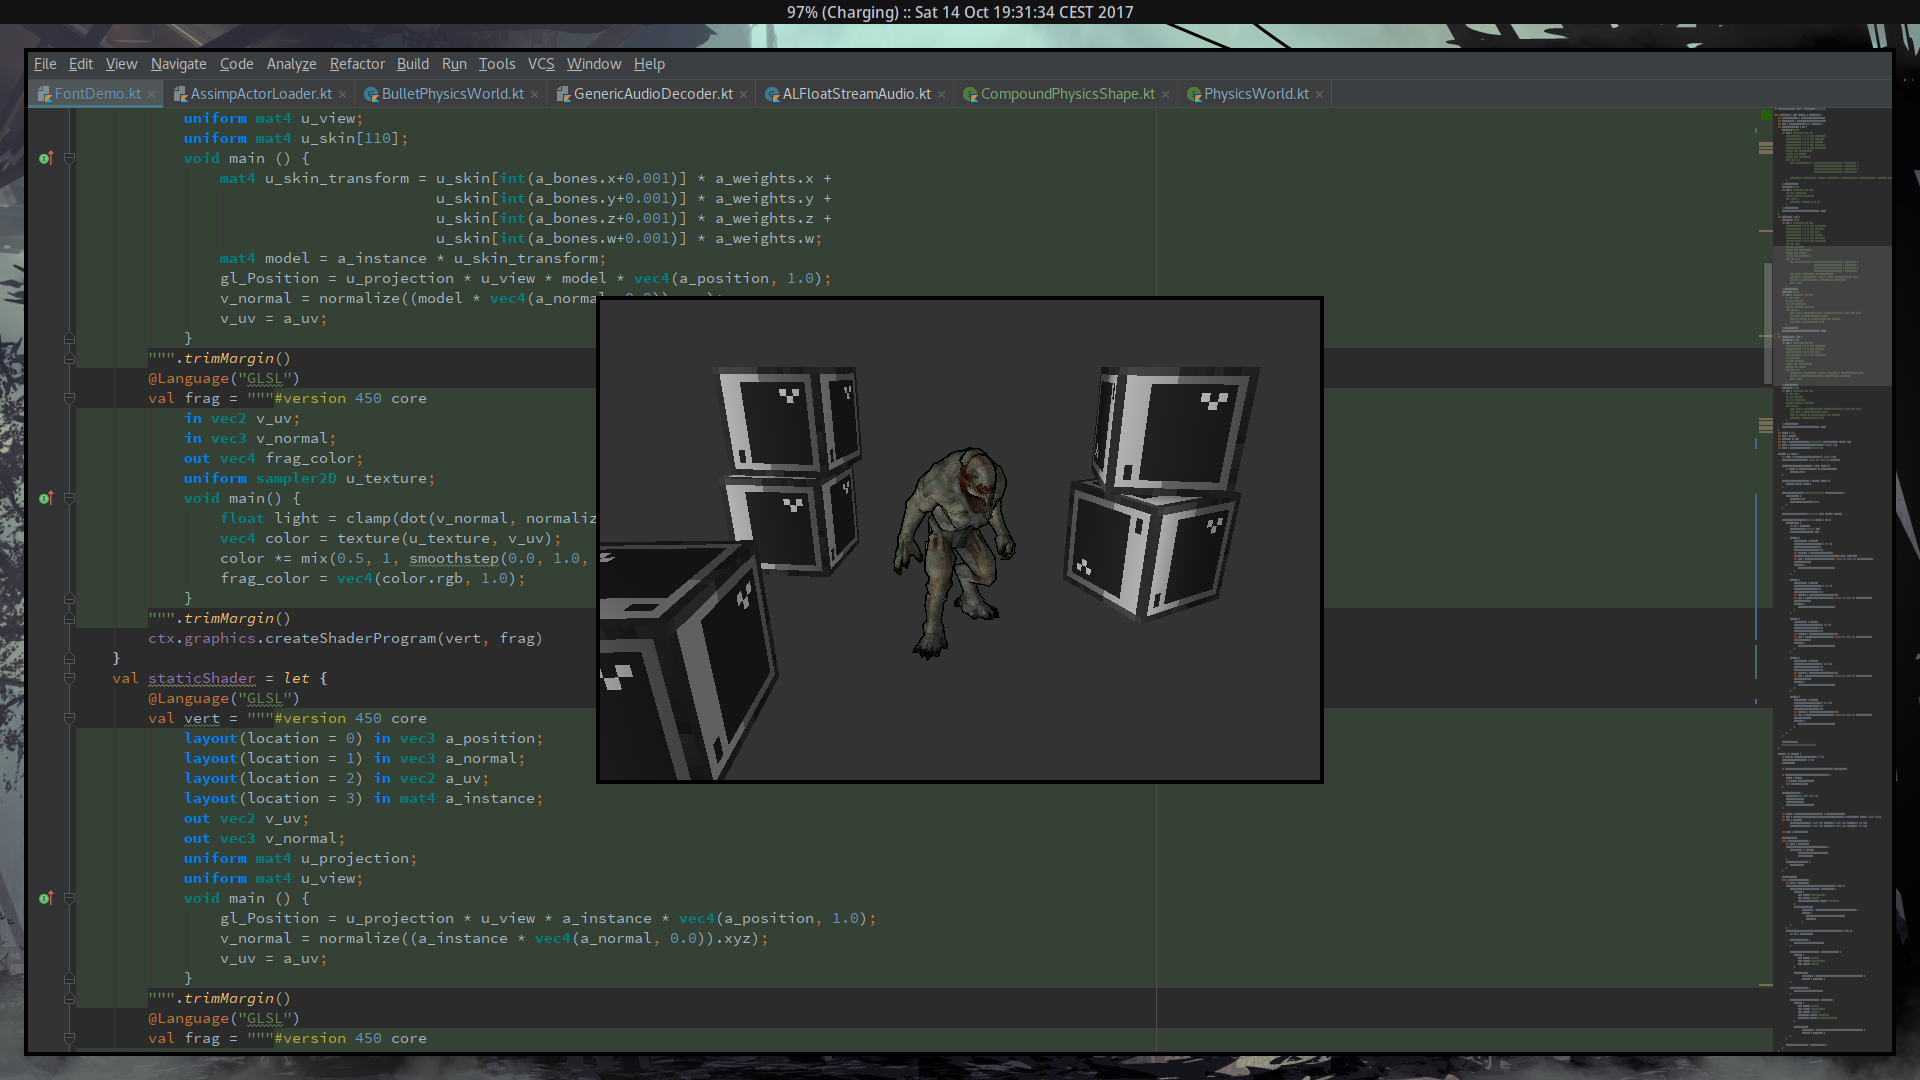 97% (Charging) :: Sat 14 Oct 19:31:34 CEST 2017
File Edit View Navigate Code Analyze Refactor Build Run Tools VCS Window Help
FontDemo.kt AssimpActorLoader.kt BulletPhysicsWorld.kt GenericAudioDecoder.kt ALFloatStreamAudio.kt CompoundPhysicsShape.kt PhysicsWorld.kt
uniform mat4 u_view;
uniform mat4 u_skin[110];
void main () {
mat4 u_skin_transform = u_skin[int(a_bones.x+0.001)] * a_weights.x +
u_skin[int(a_bones.y+0.001)] * a_weights.y +
u_skin[int(a_bones.z+0.001)] * a_weights.z +
u_skin[int(a_bones.w+0.001)] * a_weights.w;
mat4 model = a_instance * u_skin_transform;
gl_Position = u_projection * u_view * model * vec4(a_position, 1.0);
v_normal = normalize((model * vec4(a_norma
v_uv = a_uv;
}
""".trimMargin()
@Language("GLSL")
val frag = """#version 450 core
in vec2 v_uv;
in vec3 v_normal;
out vec4 frag_color;
uniform sampler2D u_texture;
void main() {
float light = clamp(dot(v_normal, normaliz
vec4 color = texture(u_texture, v_uv);
color *= mix(0.5, 1, smoothstep(0.0, 1.0,
frag_color = vec4(color.rgb, 1.0);
}
""".trimMargin()
ctx.graphics.createShaderProgram(vert, frag)
}
val staticShader = let {
@Language("GLSL")
val vert = """#version 450 core
layout(location = 0) in vec3 a_position;
layout(location = 1) in vec3 a_normal;
layout(location = 2) in vec2 a_uv;
layout(location = 3) in mat4 a_instance;
out vec2 v_uv;
out vec3 v_normal;
uniform mat4 u_projection;
uniform mat4 u_view;
void main () {
gl_Position = u_projection * u_view * a_instance * vec4(a_position, 1.0);
v_normal = normalize((a_instance * vec4(a_normal, 0.0)).xyz);
v_uv = a_uv;
}
""".trimMargin()
@Language("GLSL")
val frag = """#version 450 core